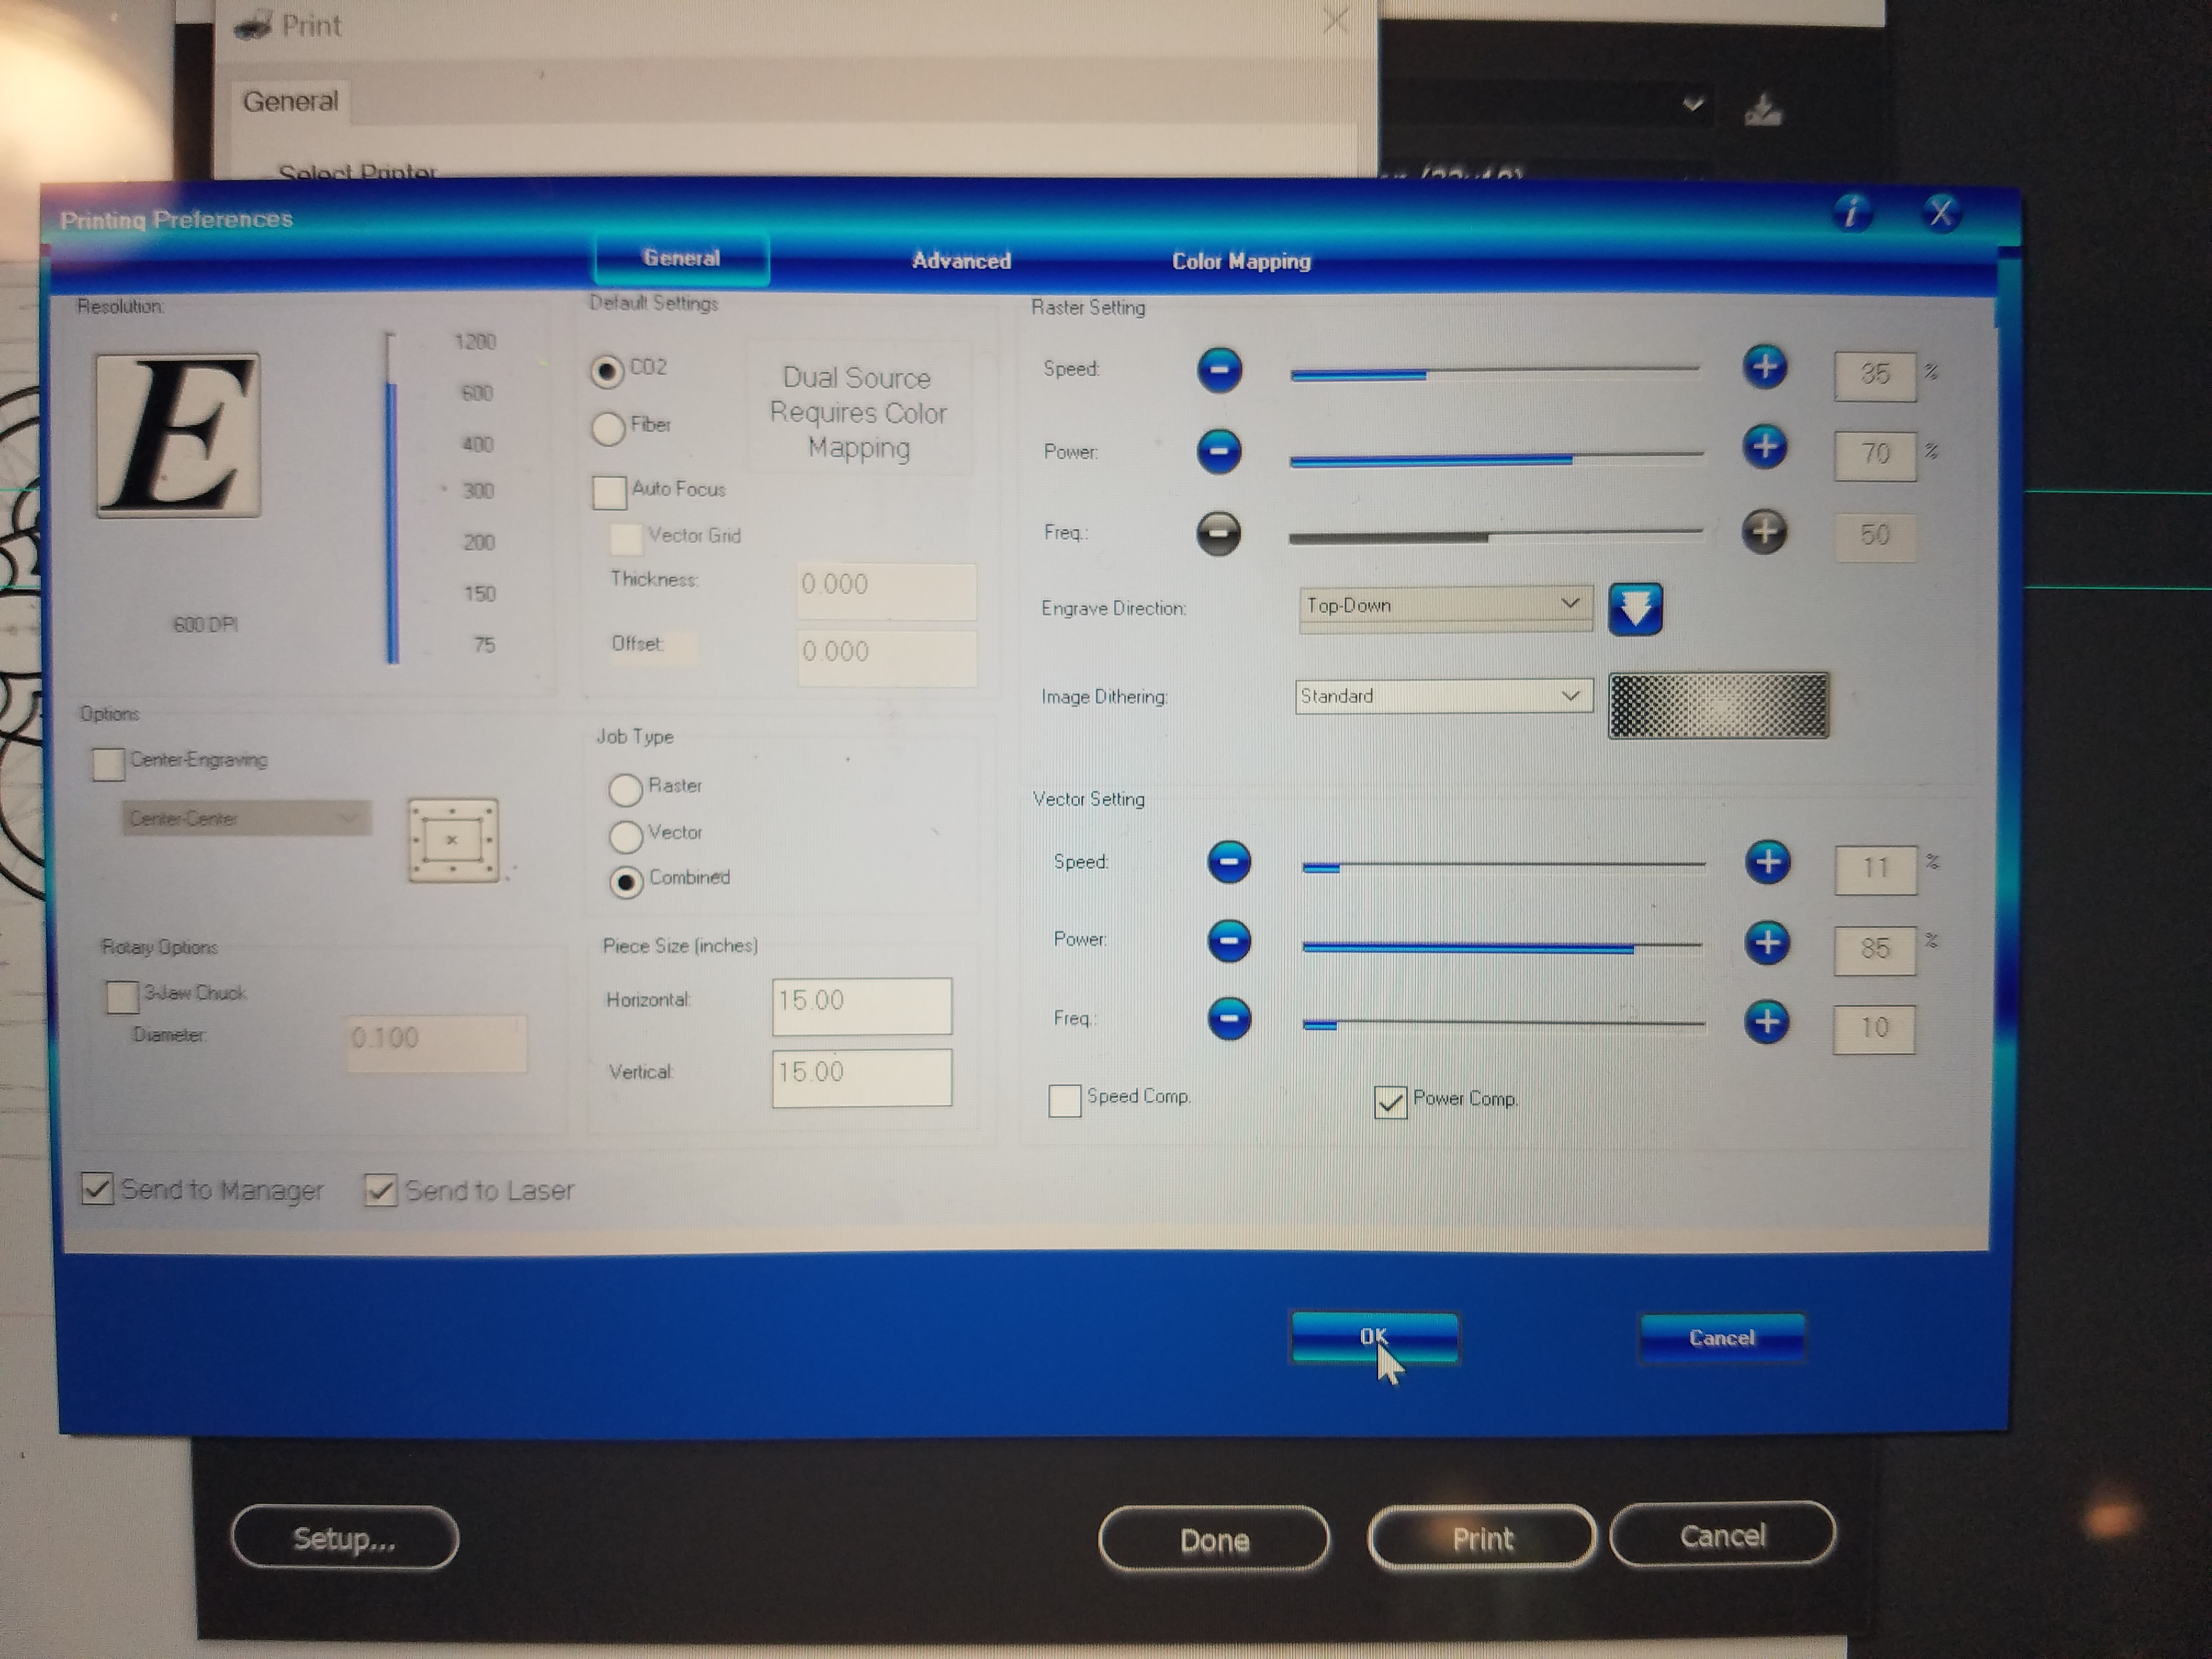 Print
General
Select Printer
Printing Preferences
i
X
General
Advanced
Color Mapping
Resolution:
E
1200
600
400
300
200
150
75
600 DPI
Default Settings
CO2
Fiber
Dual Source
Requires Color
Mapping
Auto Focus
Vector Grid
Thickness:
0.000
Offset:
0.000
Raster Setting
Speed:
35
%
Power:
70
%
Freq.:
50
Engrave Direction:
Top-Down
Image Dithering:
Standard
Options
Center-Engraving
Center-Center
Job Type
Raster
Vector
Combined
Vector Setting
Speed:
11
%
Power:
85
%
Freq.:
10
Speed Comp.
Power Comp.
Rotary Options
3-Jaw Chuck
Diameter:
0.100
Piece Size (inches)
Horizontal:
15.00
Vertical:
15.00
Send to Manager
Send to Laser
OK
Cancel
Setup...
Done
Print
Cancel